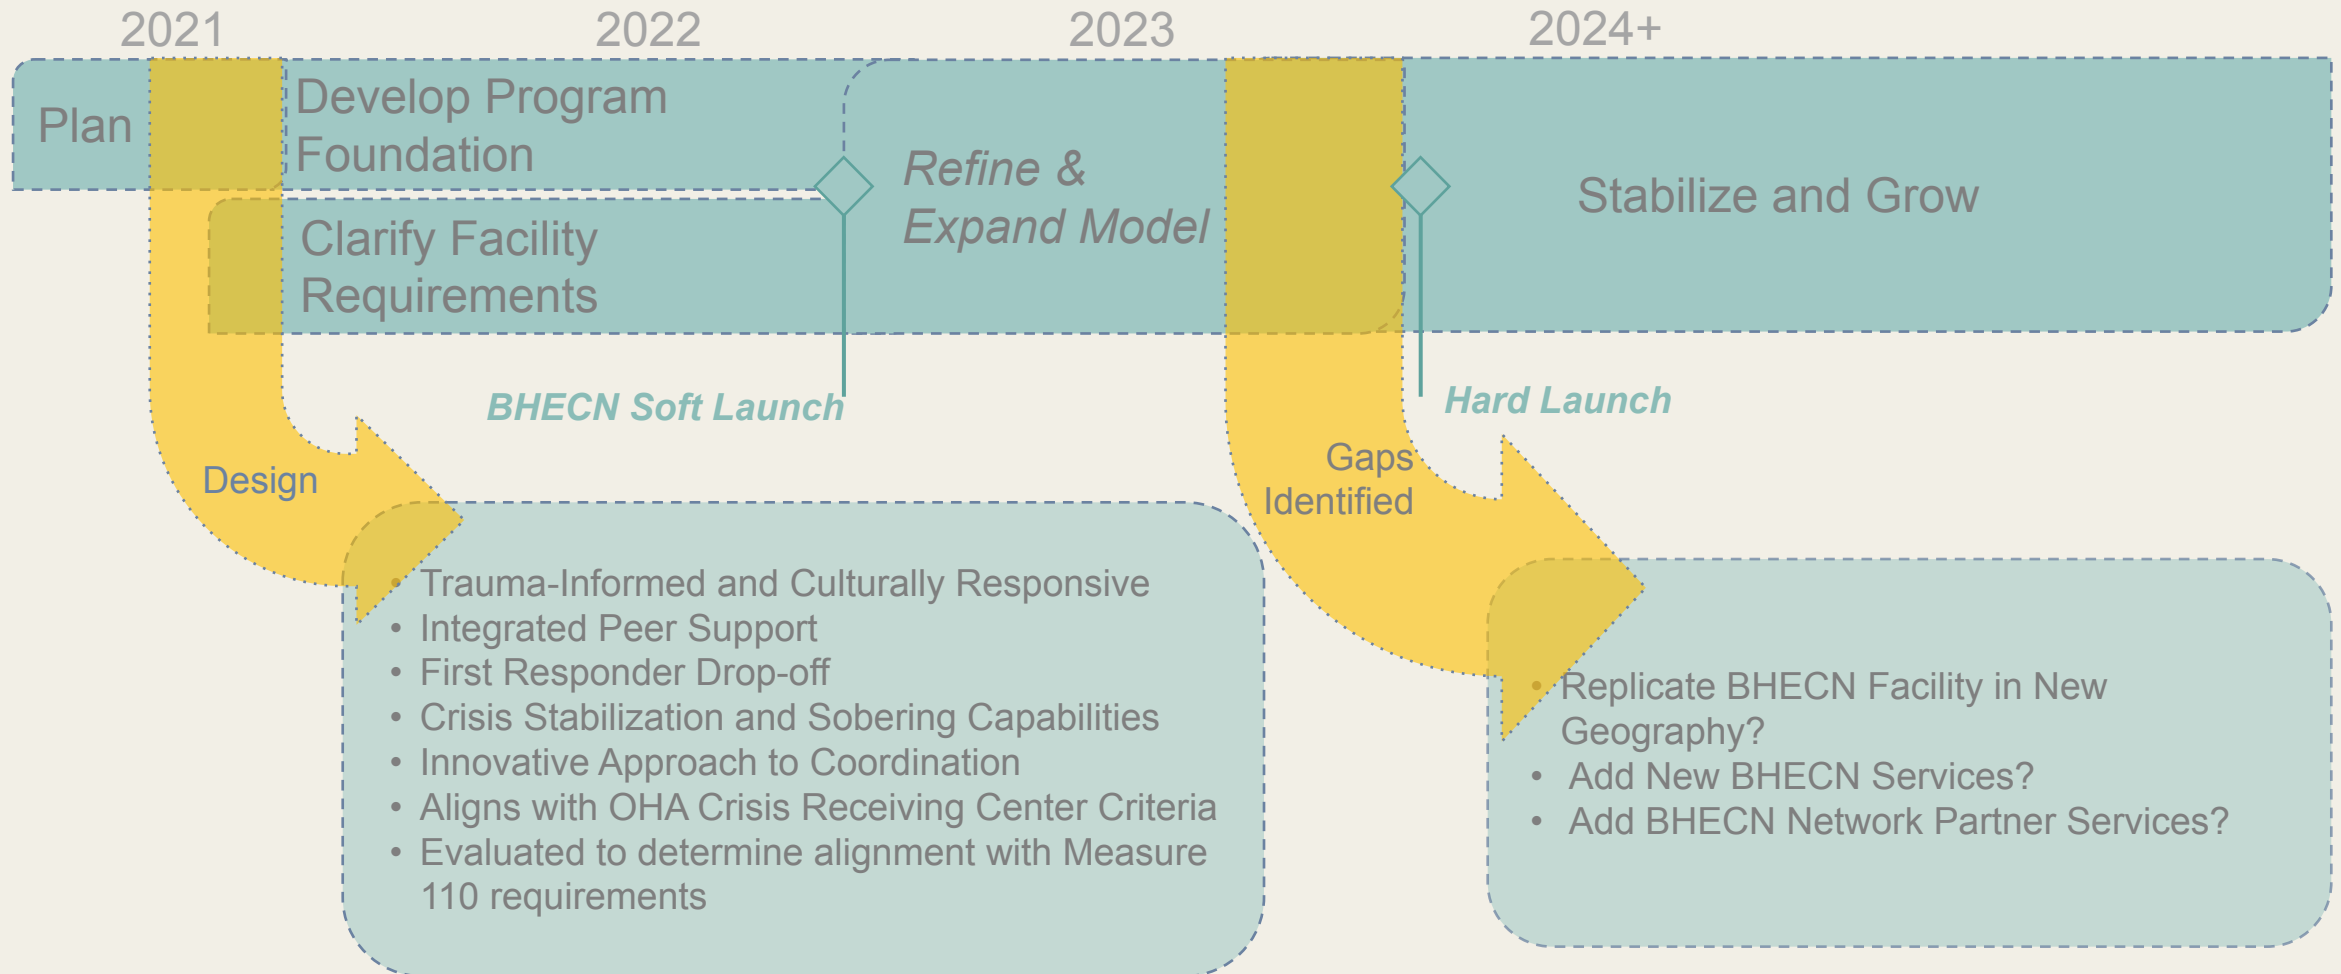 2021
2022
2023
2024+
Plan
Develop Program
Foundation
Clarify Facility
Requirements
Refine &
Expand Model
Stabilize and Grow
BHECN Soft Launch
Hard Launch
Design
Gaps
Identified
• Trauma-Informed and Culturally Responsive
• Integrated Peer Support
• First Responder Drop-off
• Crisis Stabilization and Sobering Capabilities
• Innovative Approach to Coordination
• Aligns with OHA Crisis Receiving Center Criteria
• Evaluated to determine alignment with Measure
110 requirements
• Replicate BHECN Facility in New
Geography?
• Add New BHECN Services?
• Add BHECN Network Partner Services?